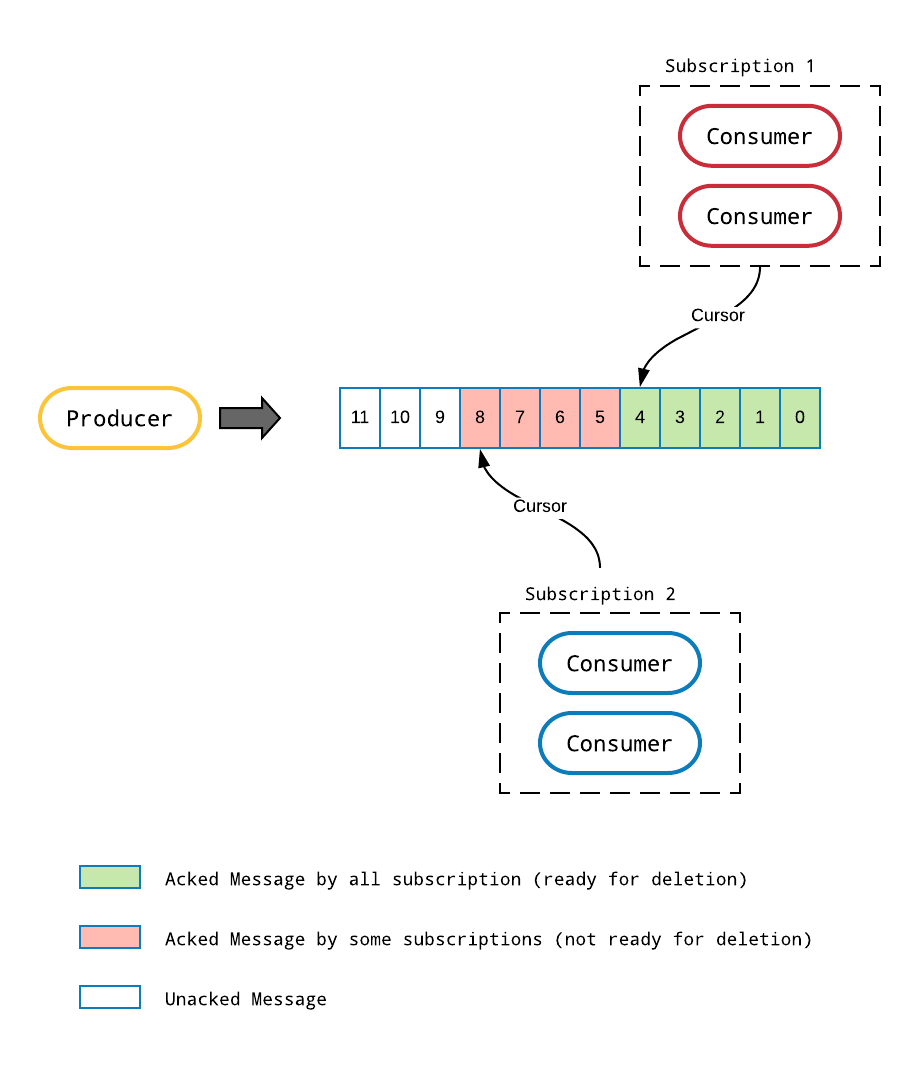 Subscription 1
Consumer
Consumer
Cursor
Producer
11 10 9 8 7 6 5 4 3 2 1 0
Cursor
Subscription 2
Consumer
Consumer
Acked Message by all subscription (ready for deletion)
Acked Message by some subscriptions (not ready for deletion)
Unacked Message